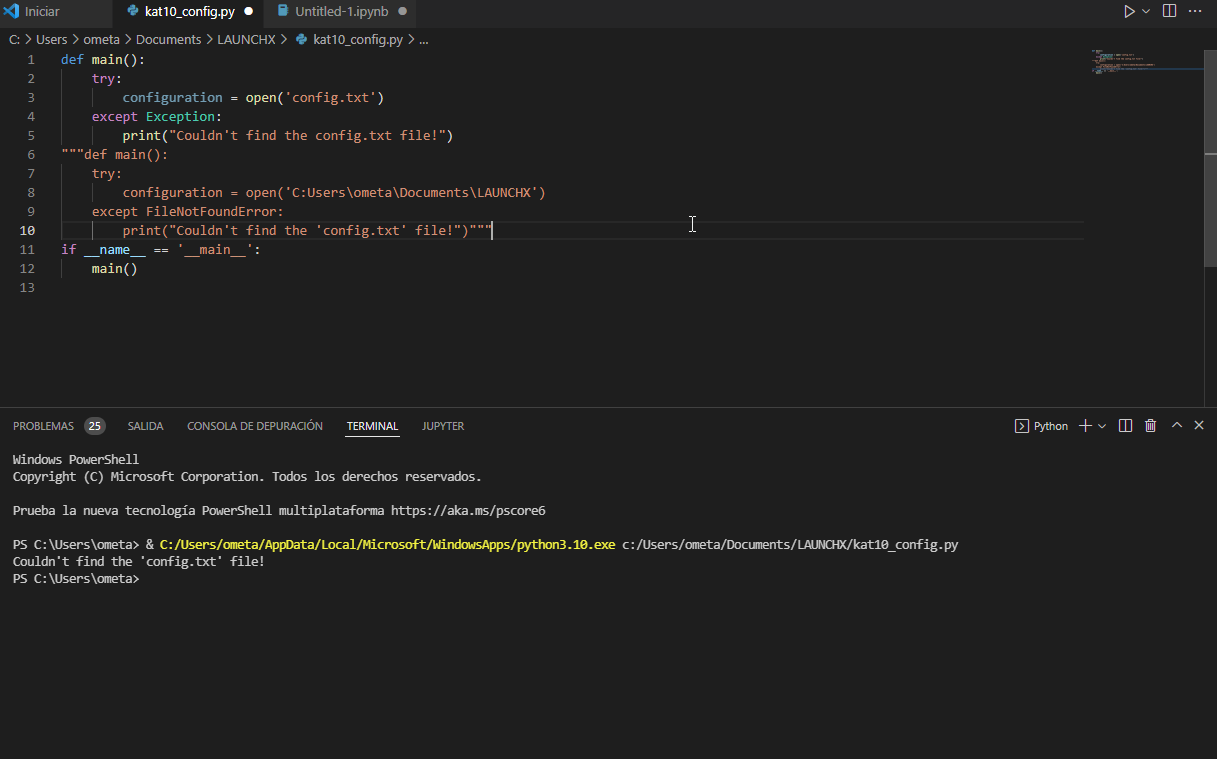 Iniciar
kat10_config.py
Untitled-1.ipynb
C: > Users > ometa > Documents > LAUNCHX > kat10_config.py > ...
1 def main():
2 try:
3 configuration = open('config.txt')
4 except Exception:
5 print("Couldn't find the config.txt file!")
6 """def main():
7 try:
8 configuration = open('C:Users\ometa\Documents\LAUNCHX')
9 except FileNotFoundError:
10 print("Couldn't find the 'config.txt' file!")"""
11 if __name__ == '__main__':
12 main()
13
PROBLEMAS 25 SALIDA CONSOLA DE DEPURACIÓN TERMINAL JUPYTER
Python
Windows PowerShell
Copyright (C) Microsoft Corporation. Todos los derechos reservados.
Prueba la nueva tecnología PowerShell multiplataforma https://aka.ms/pscore6
PS C:\Users\ometa> & C:/Users/ometa/AppData/Local/Microsoft/WindowsApps/python3.10.exe c:/Users/ometa/Documents/LAUNCHX/kat10_config.py
Couldn't find the 'config.txt' file!
PS C:\Users\ometa>